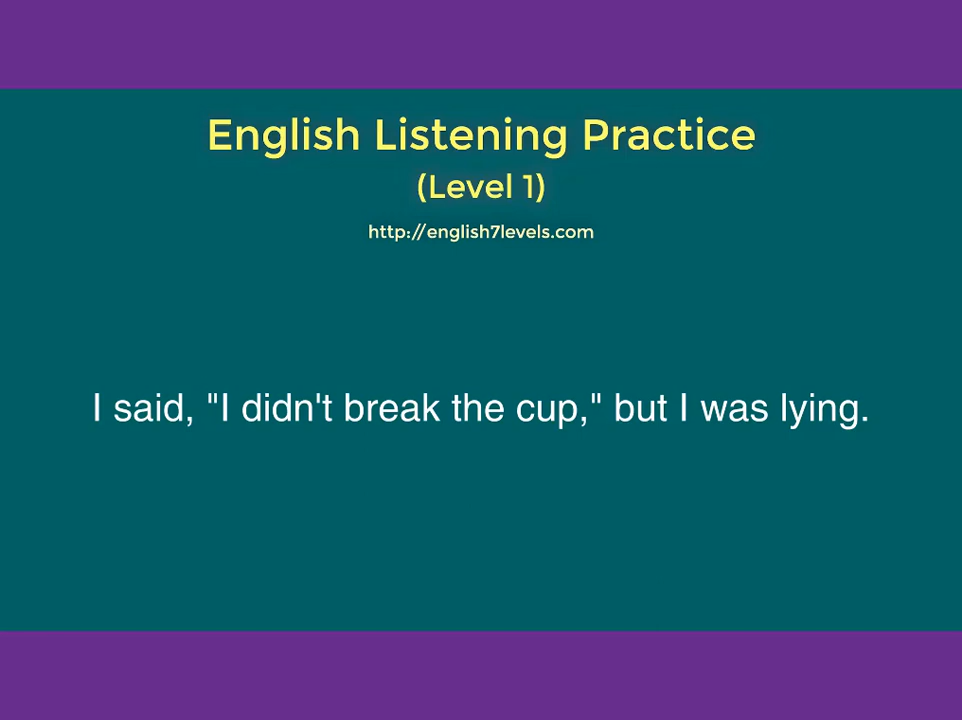 English Listening Practice
(Level 1)
http://english7levels.com
I said, "I didn't break the cup," but I was lying.